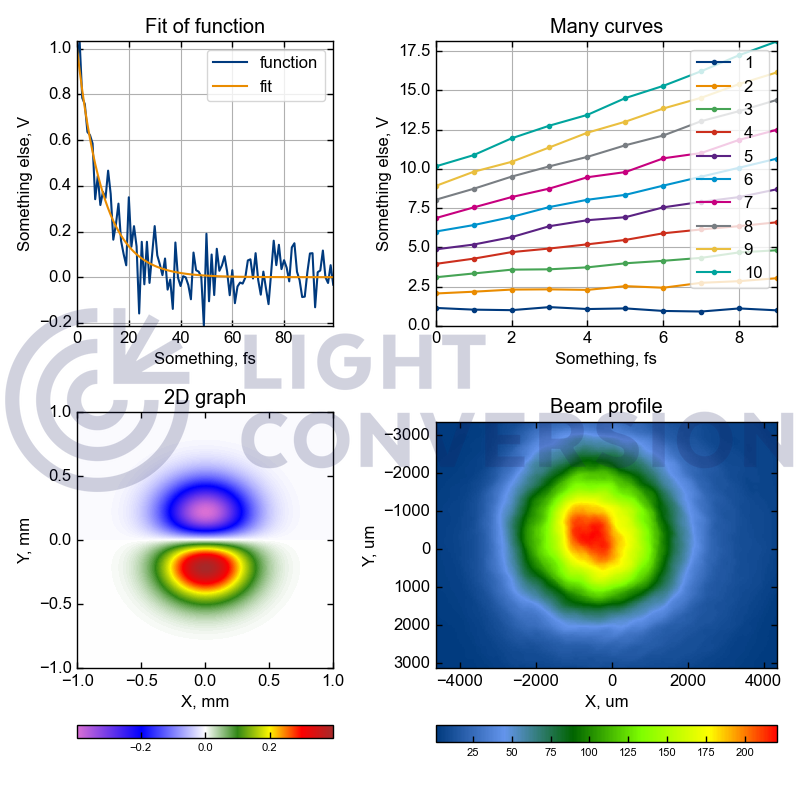 Fit of function
function
fit
Something else, V
1.0
0.8
0.6
0.4
0.2
0.0
−0.2
0 20 40 60 80
Something, fs
Many curves
1
2
3
4
5
6
7
8
9
10
Something else, V
17.5
15.0
12.5
10.0
7.5
5.0
2.5
0.0
0 2 4 6 8
Something, fs
LIGHT
CONVERSION
2D graph
Y, mm
1.0
0.5
0.0
−0.5
−1.0
−1.0 −0.5 0.0 0.5 1.0
X, mm
−0.2 0.0 0.2
Beam profile
Y, um
−3000
−2000
−1000
0
1000
2000
3000
−4000 −2000 0 2000 4000
X, um
25 50 75 100 125 150 175 200